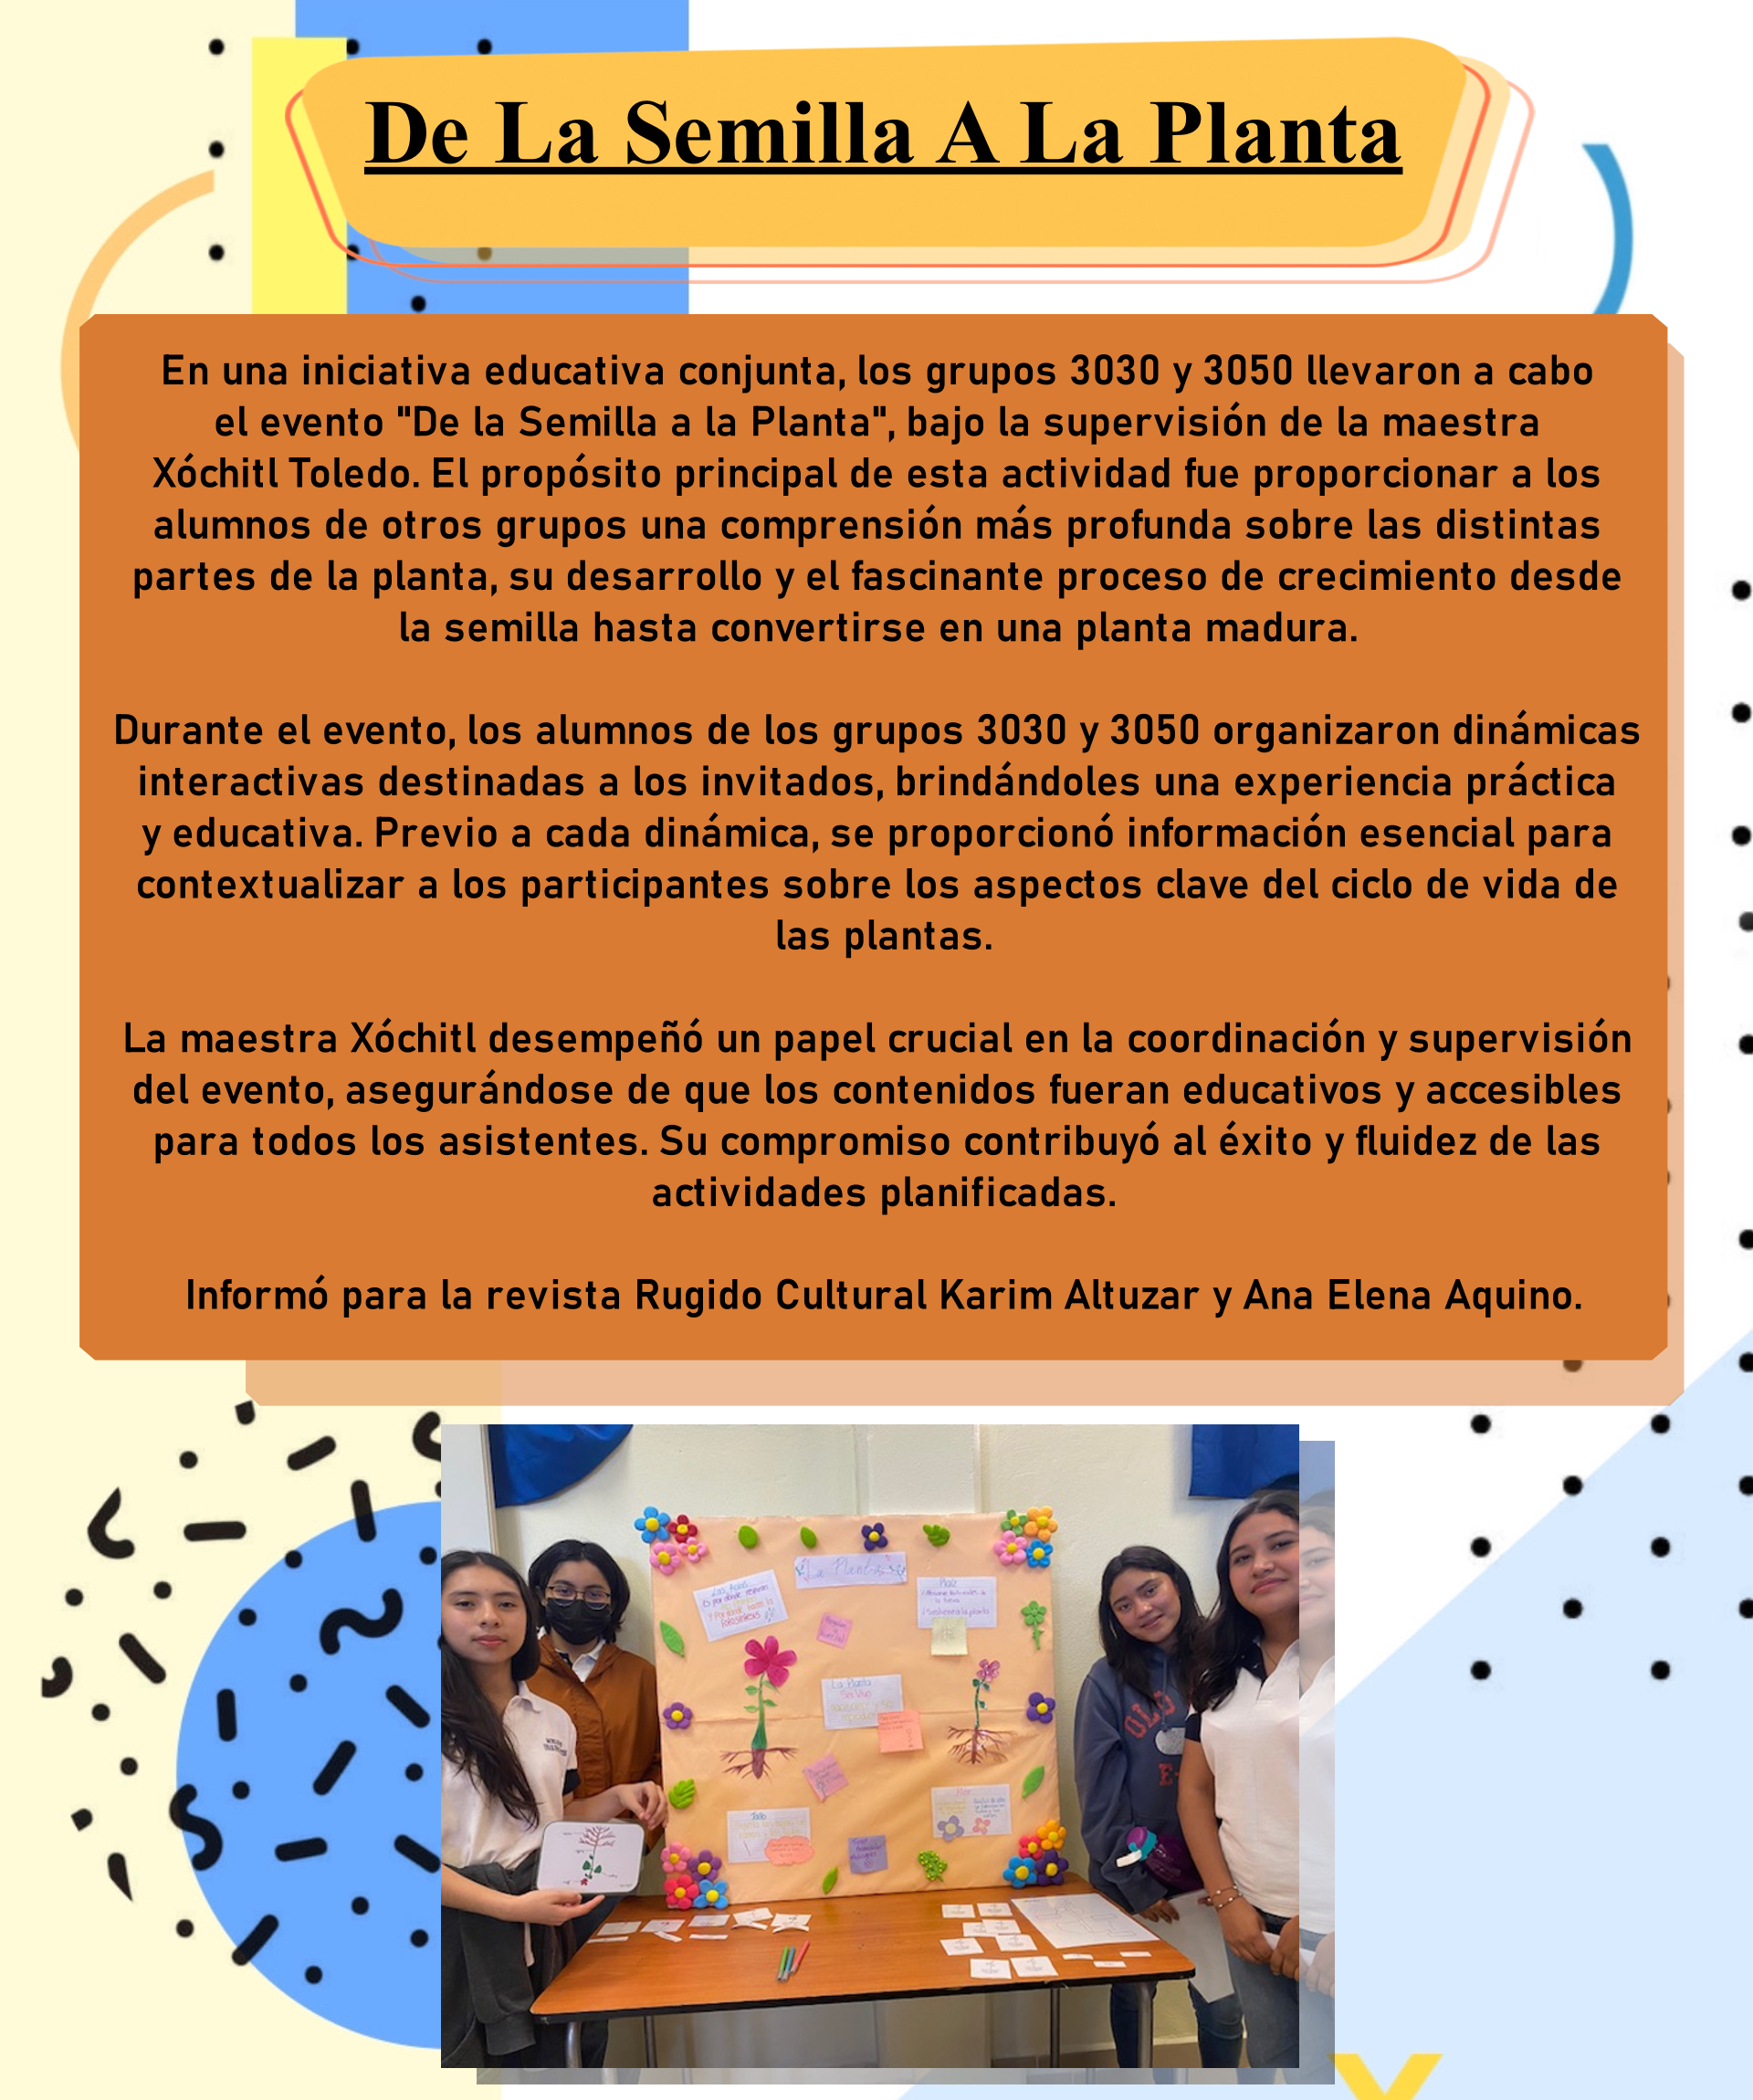 De La Semilla A La Planta
En una iniciativa educativa conjunta, los grupos 3030 y 3050 llevaron a cabo
el evento "De la Semilla a la Planta", bajo la supervisión de la maestra
Xóchitl Toledo. El propósito principal de esta actividad fue proporcionar a los
alumnos de otros grupos una comprensión más profunda sobre las distintas
partes de la planta, su desarrollo y el fascinante proceso de crecimiento desde
la semilla hasta convertirse en una planta madura.
Durante el evento, los alumnos de los grupos 3030 y 3050 organizaron dinámicas
interactivas destinadas a los invitados, brindándoles una experiencia práctica
y educativa. Previo a cada dinámica, se proporcionó información esencial para
contextualizar a los participantes sobre los aspectos clave del ciclo de vida de
las plantas.
La maestra Xóchitl desempeñó un papel crucial en la coordinación y supervisión
del evento, asegurándose de que los contenidos fueran educativos y accesibles
para todos los asistentes. Su compromiso contribuyó al éxito y fluidez de las
actividades planificadas.
Informó para la revista Rugido Cultural Karim Altuzar y Ana Elena Aquino.
La Planta
Raíz
La Planta
Ser Vivo
Tallo
Flor
OLD